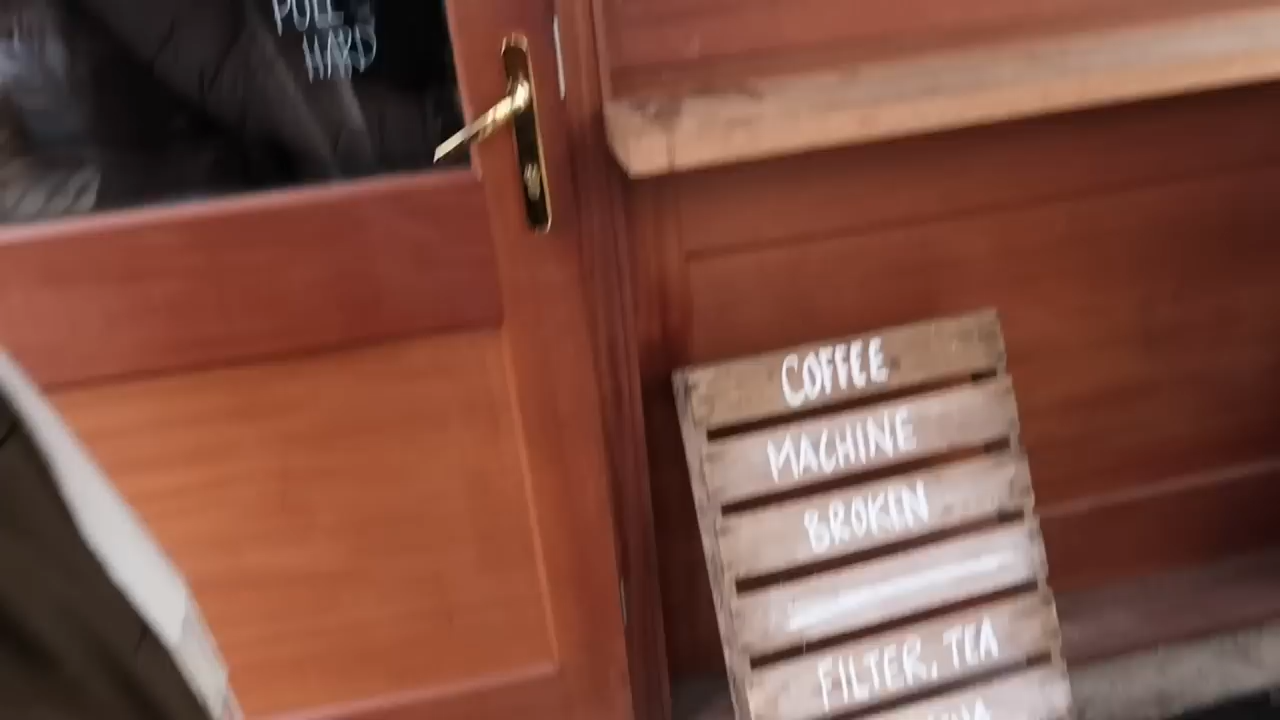 PULL
HARD
COFFEE
MACHINE
BROKEN
FILTER, TEA